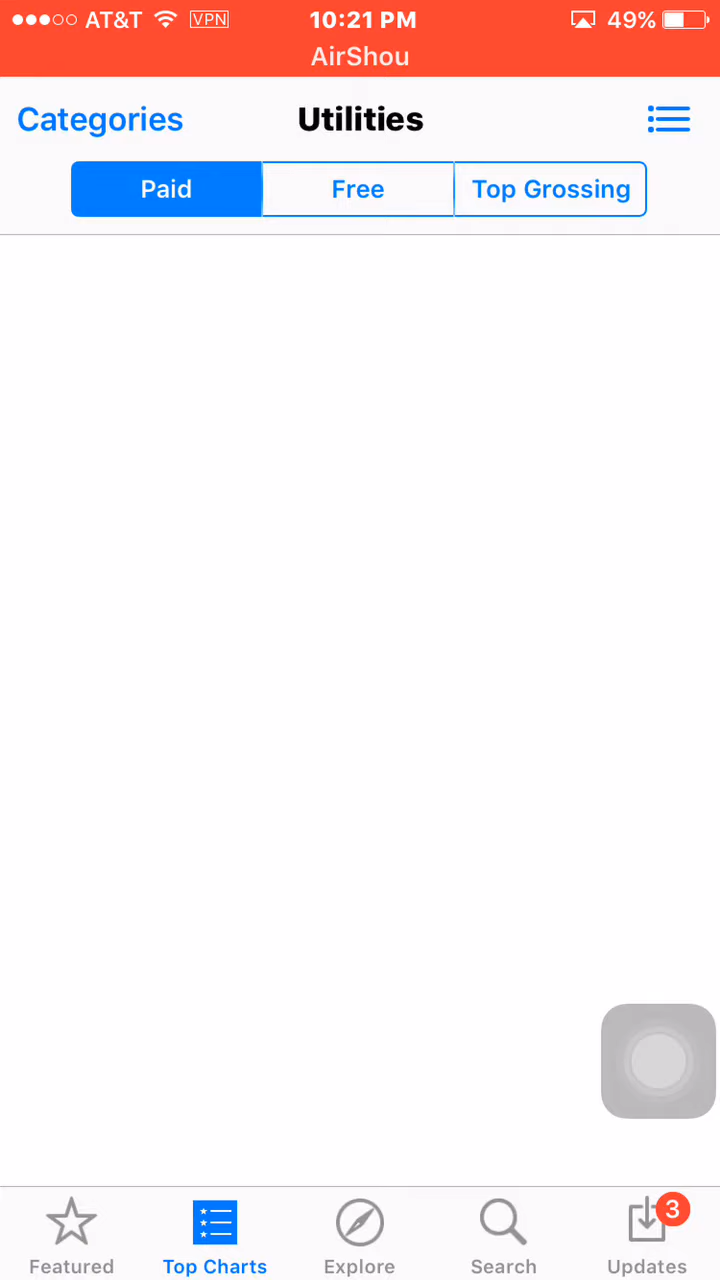 AT&T VPN 10:21 PM 49%
AirShou
Categories Utilities
Paid Free Top Grossing
3
Featured Top Charts Explore Search Updates